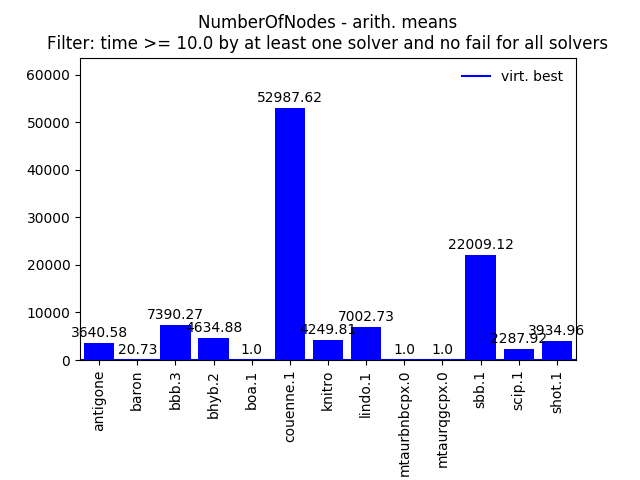 NumberOfNodes - arith. means
Filter: time >= 10.0 by at least one solver and no fail for all solvers
virt. best
60000
50000
40000
30000
20000
10000
0
3640.58
20.73
7390.27
4634.88
1.0
52987.62
4249.81
7002.73
1.0
1.0
22009.12
2287.92
3934.96
antigone
baron
bbb.3
bhyb.2
boa.1
couenne.1
knitro
lindo.1
mtaurbnbcpx.0
mtaurqgcpx.0
sbb.1
scip.1
shot.1